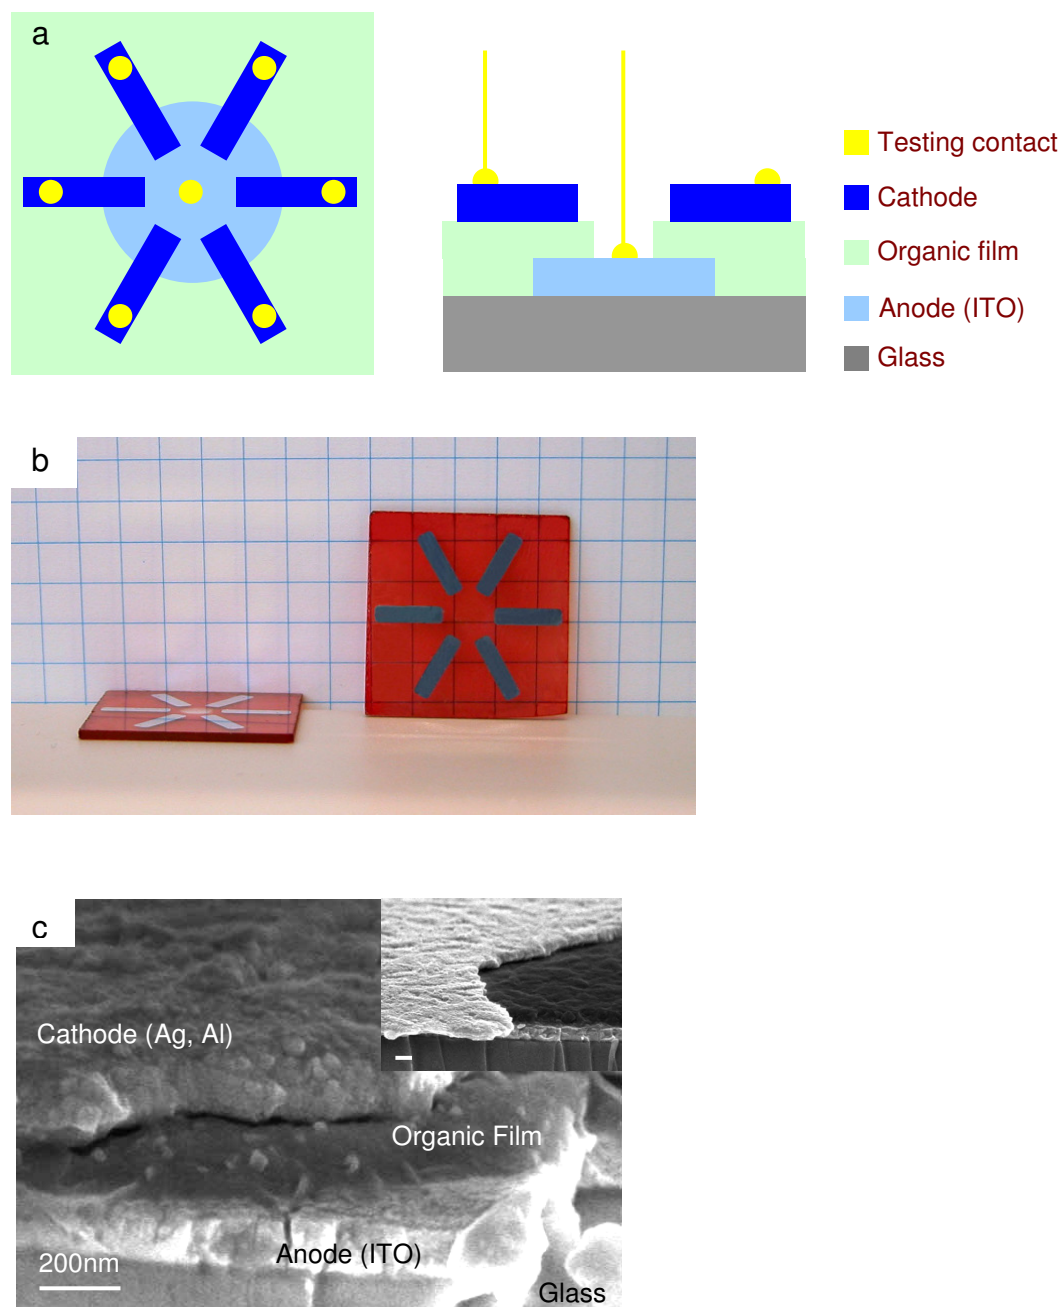 a
Testing contact
Cathode
Organic film
Anode (ITO)
Glass
b
c
Cathode (Ag, Al)
Organic Film
Anode (ITO)
200nm
Glass